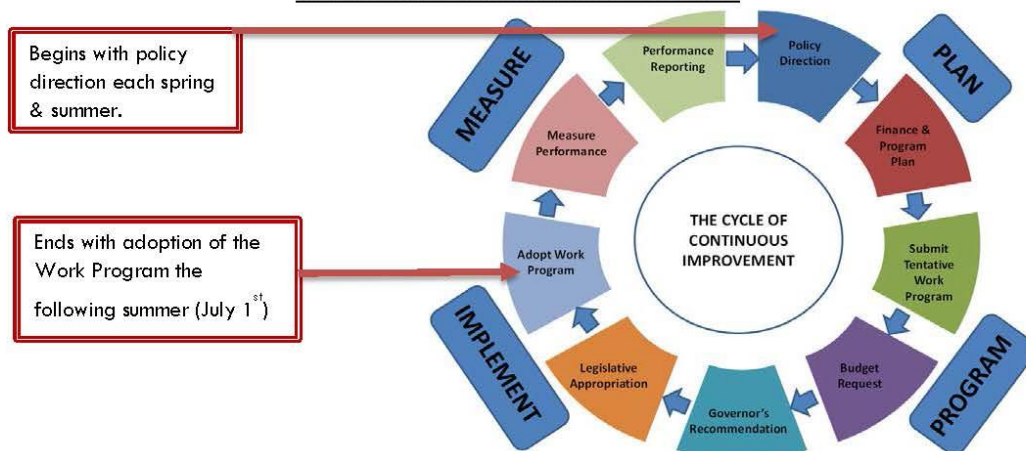 Begins with policy
direction each spring
& summer.
Ends with adoption of the
Work Program the
following summer (July 1st)
MEASURE
PLAN
PROGRAM
IMPLEMENT
Policy
Direction
Finance &
Program
Plan
Submit
Tentative Work
Program
Budget
Request
Governor's
Recommendation
Legislative
Appropriation
Adopt Work
Program
Measure
Performance
Performance
Reporting
THE CYCLE OF
CONTINUOUS
IMPROVEMENT